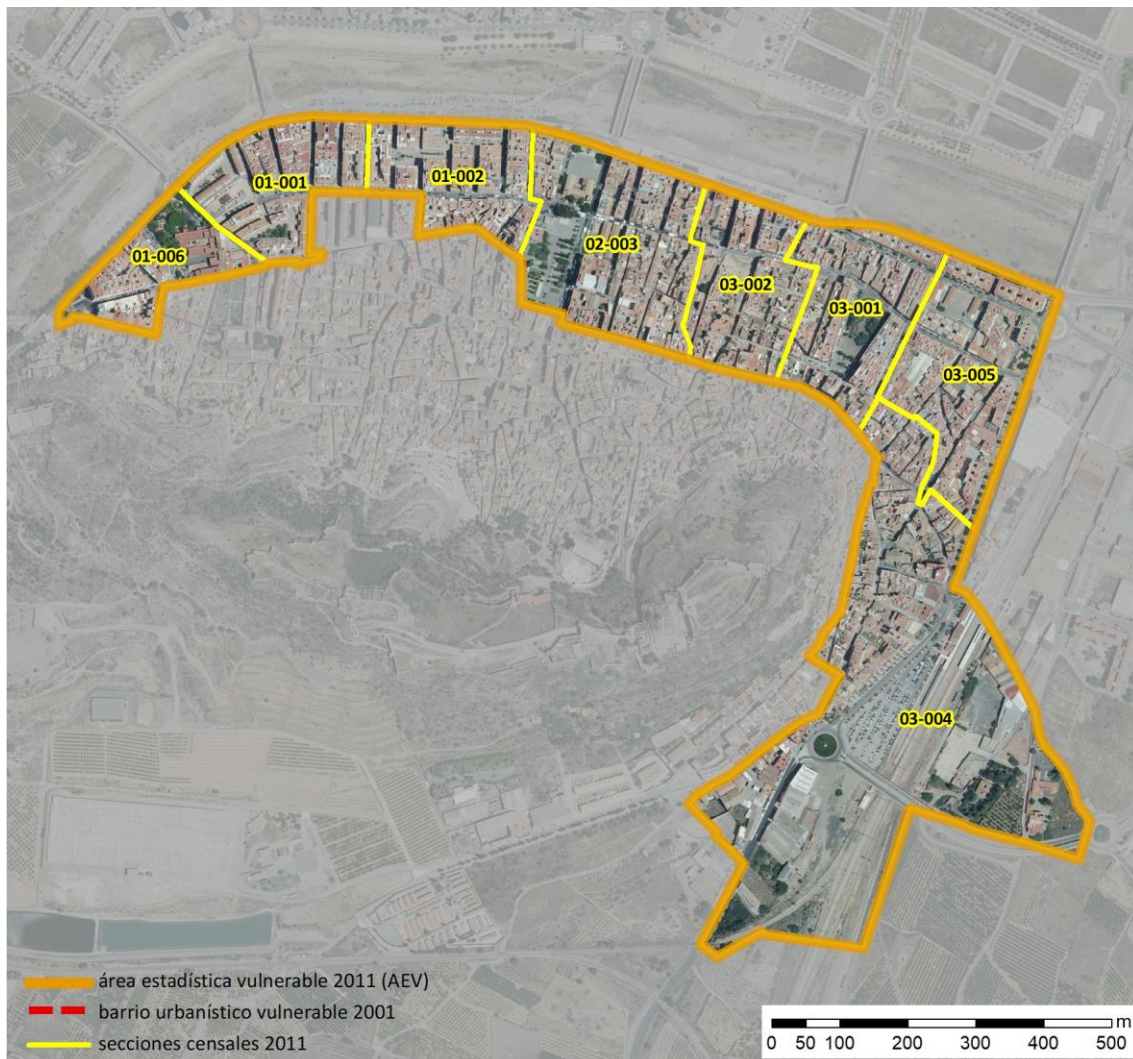 01-001
01-002
01-006
02-003
03-002
03-001
03-005
03-004
área estadística vulnerable 2011 (AEV)
barrio urbanístico vulnerable 2001
secciones censales 2011
m
0 50 100 200 300 400 500